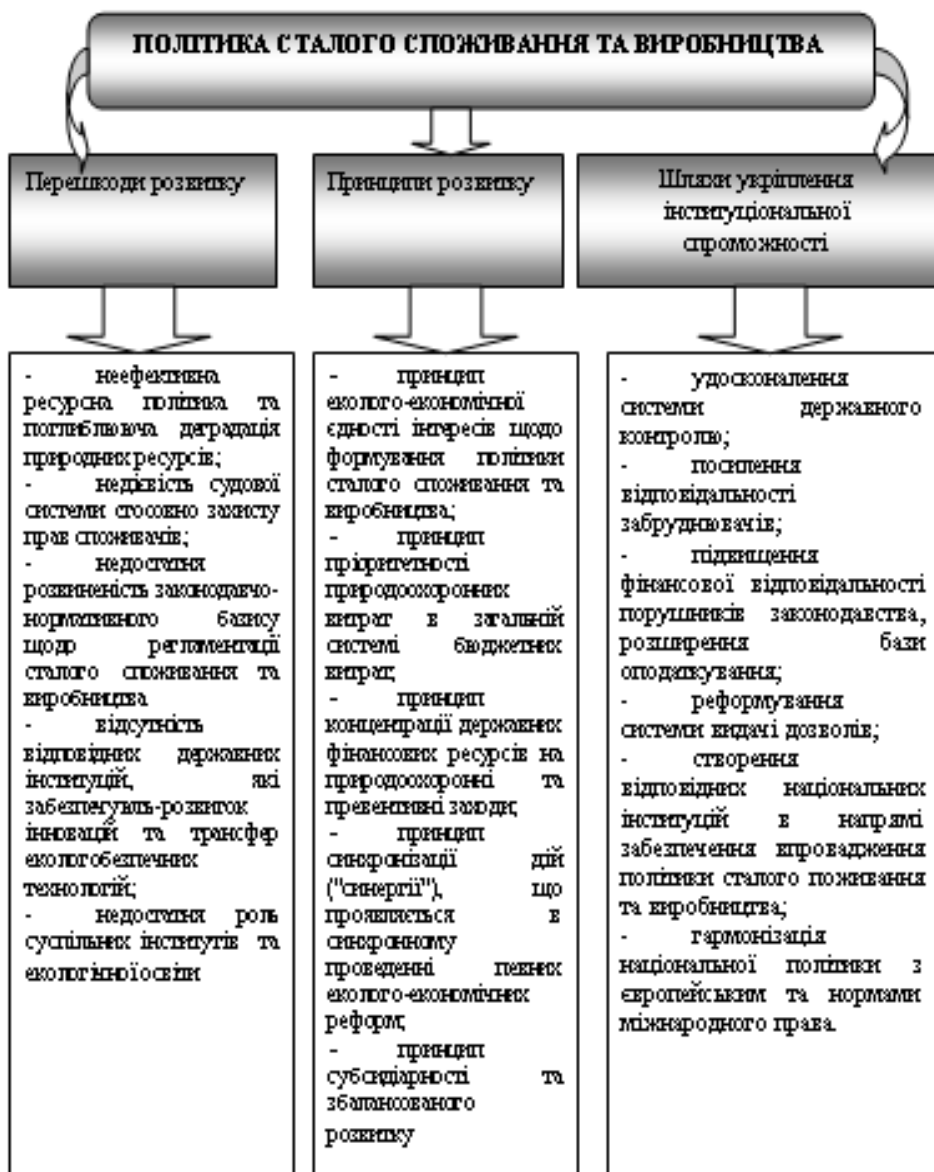 ПОЛІТИКА СТАЛОГО СПОЖИВАННЯ ТА ВИРОБНИЦТВА
Перешкоди розвитку
Принципи розвитку
Шляхи укріплення
інституціональної
спроможності
- неефективна
ресурсна політика та
поглиблююча деградація
природних ресурсів;
- недієвість судової
системи стосовно захисту
прав споживачів;
- недостатня
розвиненість законодавчо-
нормативного базису
щодо регламентації
сталого споживання та
виробництва
- відсутність
відповідних державних
інституцій, які
забезпечують-розвиток
інновацій та трансфер
екологобезпечних
технологій;
- недостатня роль
суспільних інститутів та
екологічної освіти
- принцип
еколого-економічної
єдності інтересів щодо
формування політики
сталого споживання та
виробництва;
- принцип
пріоритетності
природоохоронних
витрат в загальній
системі бюджетних
витрат;
- принцип
концентрації державних
фінансових ресурсів на
природоохоронні та
превентивні заходи;
- принцип
синхронізації дій
("синергії"), що
проявляється в
синхронному
проведенні певних
еколого-економічних
реформ;
- принцип
субсидіарності та
збалансованого
розвитку
- удосконалення
системи державного
контролю;
- посилення
відповідальності
забруднювачів;
- підвищення
фінансової відповідальності
порушників законодавства,
розширення бази
оподаткування;
- реформування
системи видачі дозволів;
- створення
відповідних національних
інституцій в напрямі
забезпечення впровадження
політики сталого поживання
та виробництва;
- гармонізація
національної політики з
європейським та нормами
міжнародного права.